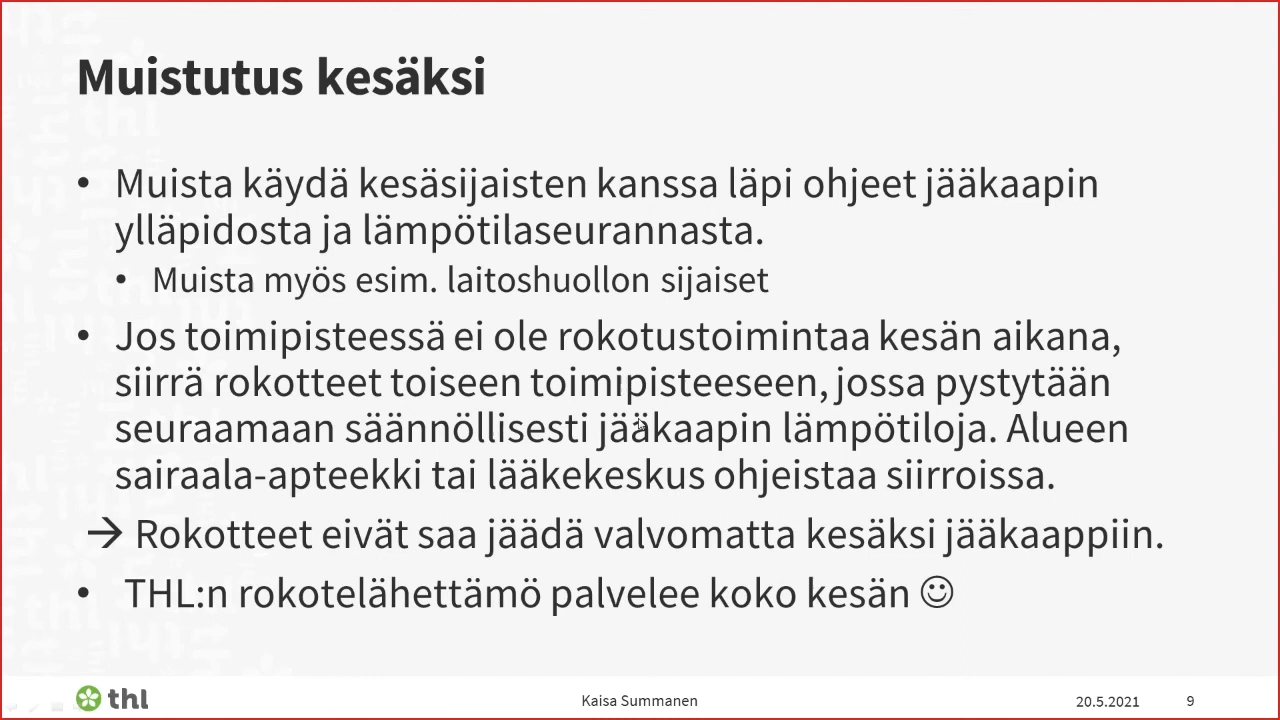 Muistutus kesäksi
• Muista käydä kesäsijaisten kanssa läpi ohjeet jääkaapin
ylläpidosta ja lämpötilaseurannasta.
• Muista myös esim. laitoshuollon sijaiset
• Jos toimipisteessä ei ole rokotustoimintaa kesän aikana,
siirrä rokotteet toiseen toimipisteeseen, jossa pystytään
seuraamaan säännöllisesti jääkaapin lämpötiloja. Alueen
sairaala-apteekki tai lääkekeskus ohjeistaa siirroissa.
→ Rokotteet eivät saa jäädä valvomatta kesäksi jääkaappiin.
• THL:n rokotelähettämö palvelee koko kesän ☺
thl Kaisa Summanen 20.5.2021 9